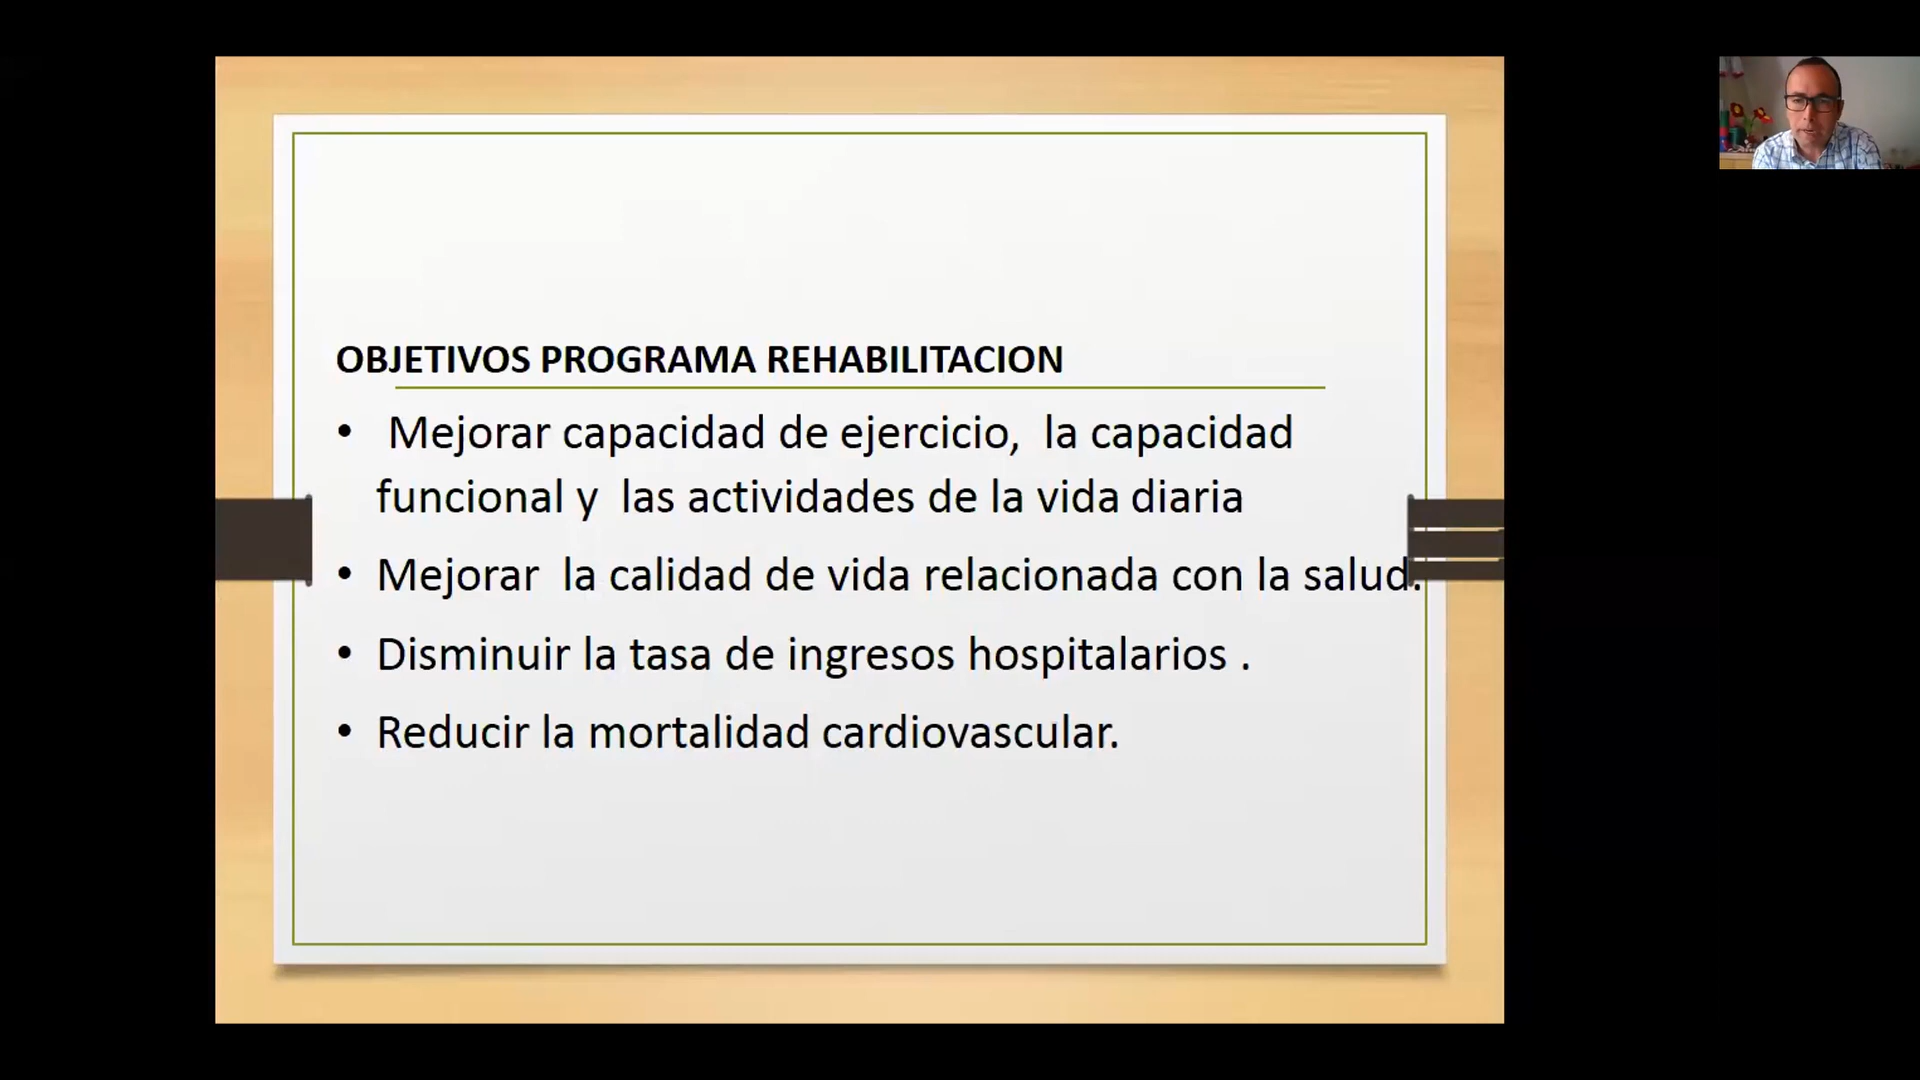 OBJETIVOS PROGRAMA REHABILITACION
• Mejorar capacidad de ejercicio, la capacidad
funcional y las actividades de la vida diaria
• Mejorar la calidad de vida relacionada con la salud.
• Disminuir la tasa de ingresos hospitalarios .
• Reducir la mortalidad cardiovascular.